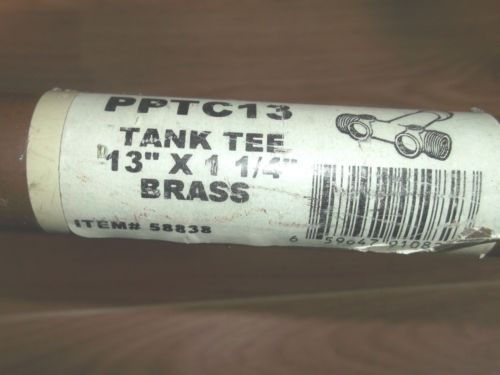 PPTC13
TANK TEE
13" X 1 1/4"
BRASS
ITEM# 58838